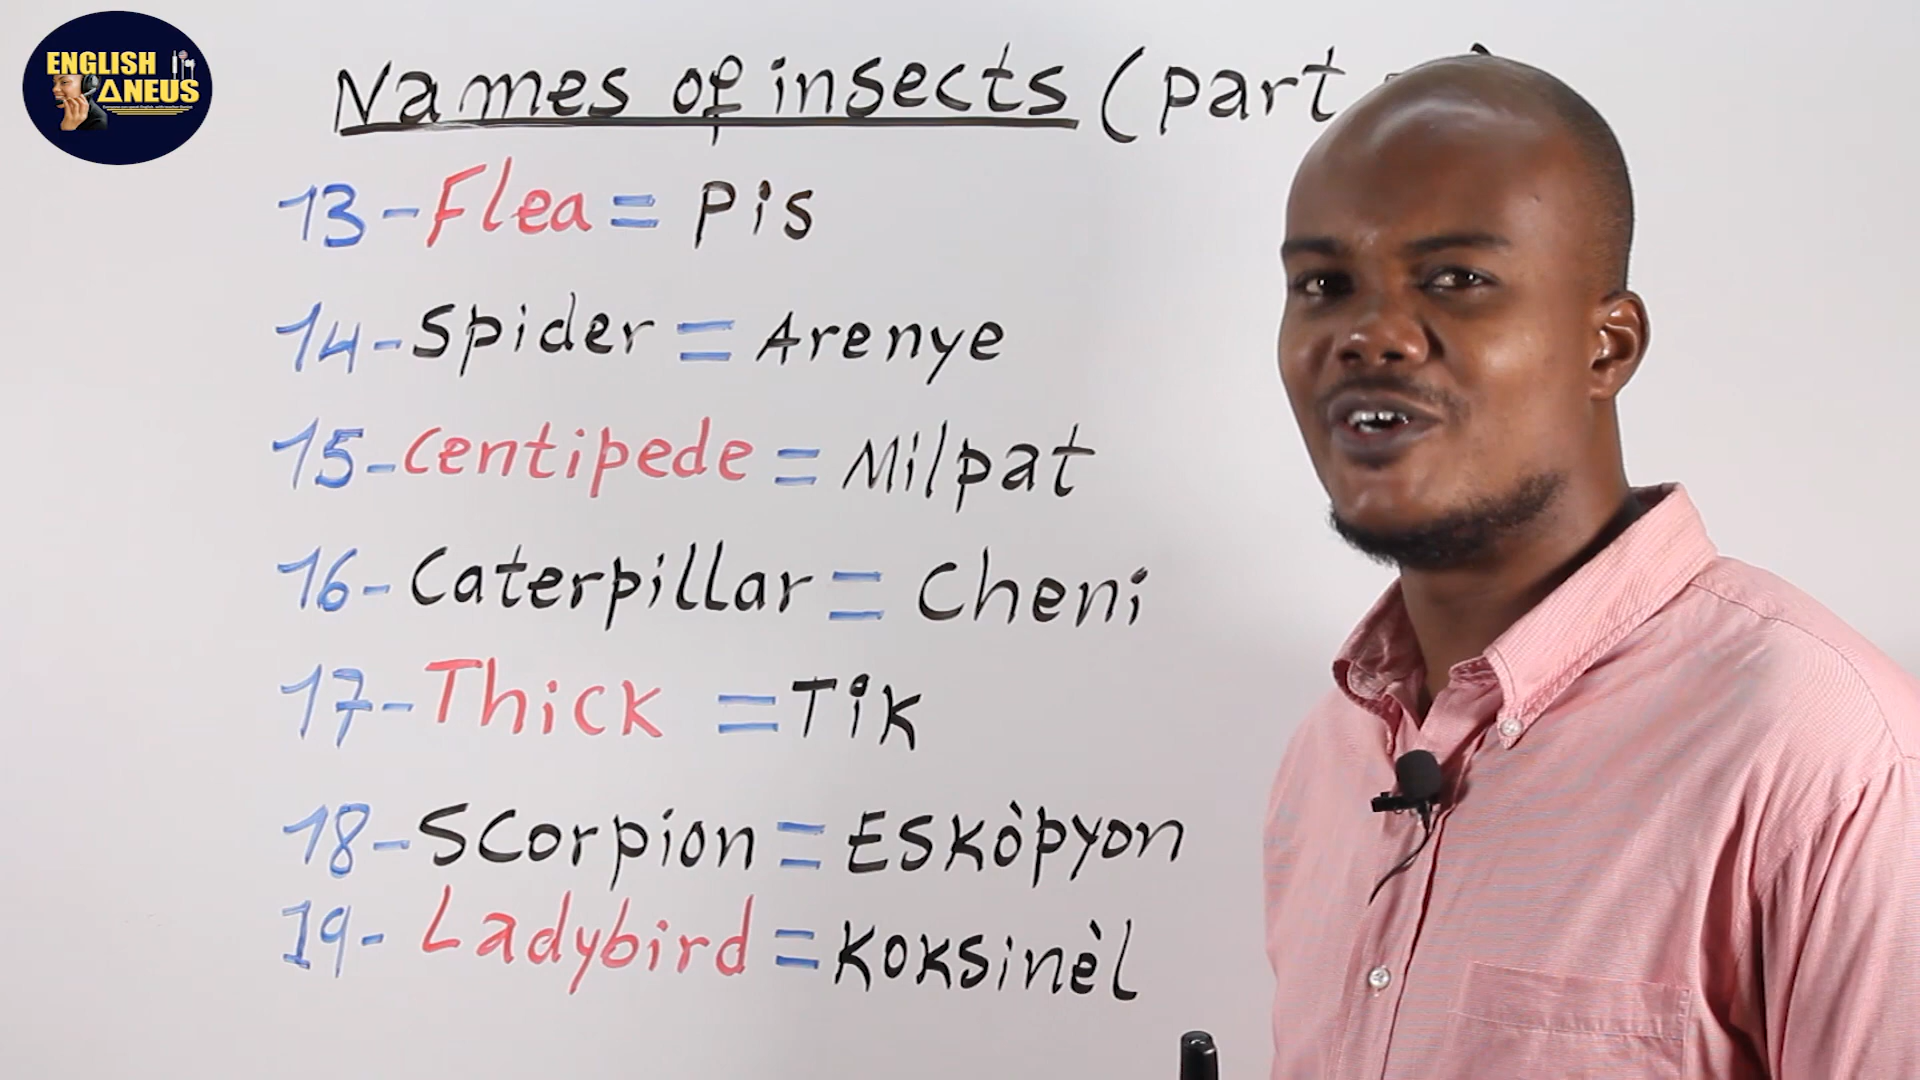 ENGLISH
ANEUS
Names of insects (part
13-Flea = Pis
14-Spider = Arenye
15-Centipede = Milpat
16-Caterpillar = Cheni
17-Thick = Tik
18-Scorpion = Eskòpyon
19- Ladybird = Koksinèl